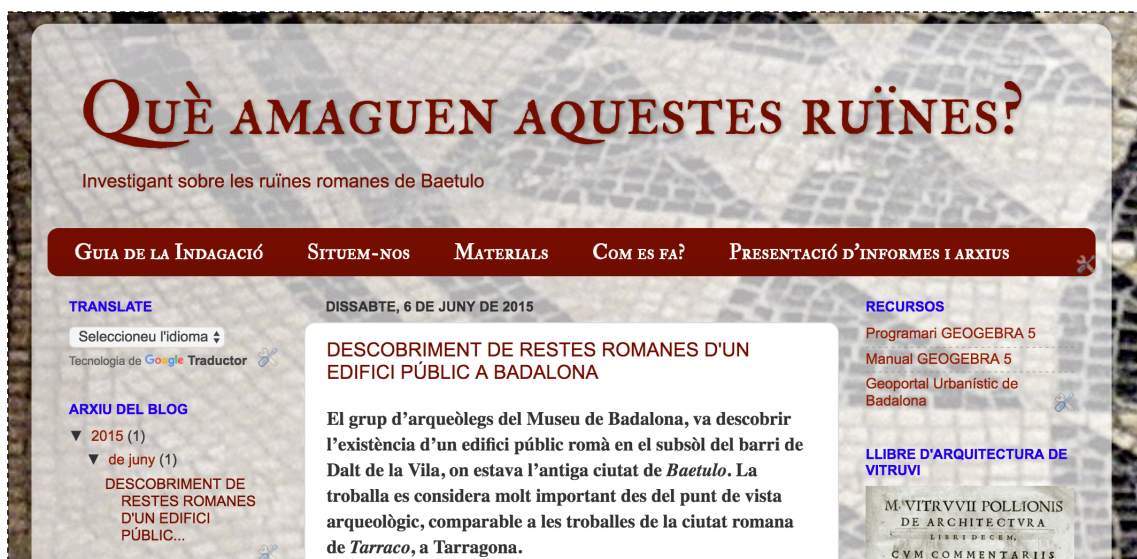 Què amaguen aquestes ruïnes?
Investigant sobre les ruïnes romanes de Baetulo
Guia de la Indagació Situem-nos Materials Com es fa? Presentació d'informes i arxius
TRANSLATE
Seleccioneu l'idioma
Tecnologia de Google Traductor
ARXIU DEL BLOG
▼ 2015 (1)
▼ de juny (1)
DESCOBRIMENT DE
RESTES ROMANES
D'UN EDIFICI
PÚBLIC...
DISSABTE, 6 DE JUNY DE 2015
DESCOBRIMENT DE RESTES ROMANES D'UN
EDIFICI PÚBLIC A BADALONA
El grup d’arqueòlegs del Museu de Badalona, va descobrir
l’existència d’un edifici públic romà en el subsòl del barri de
Dalt de la Vila, on estava l’antiga ciutat de Baetulo. La
troballa es considera molt important des del punt de vista
arqueològic, comparable a les troballes de la ciutat romana
de Tarraco, a Tarragona.
RECURSOS
Programari GEOGEBRA 5
Manual GEOGEBRA 5
Geoportal Urbanístic de
Badalona
LLIBRE D'ARQUITECTURA DE
VITRUVI
M. VITRVVII POLLIONIS
DE ARCHITECTVRA
LIBRI DECEM,
CVM COMMENTARIIS